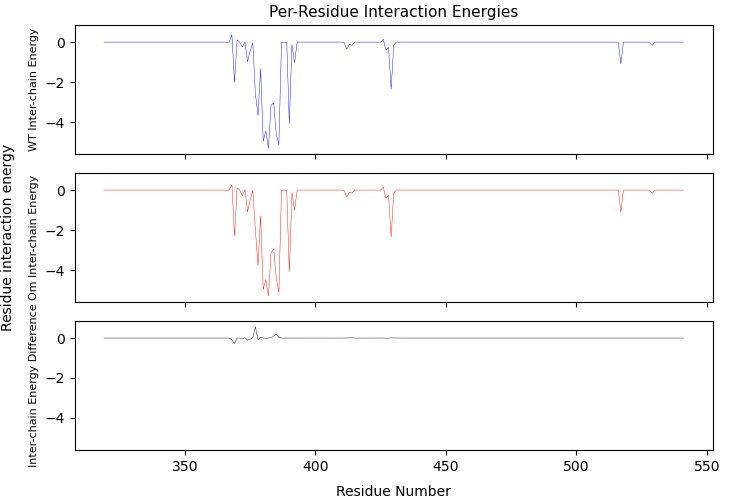 Per-Residue Interaction Energies
WT Inter-chain Energy
0
−2
−4
Residue interaction energy
Om Inter-chain Energy
0
−2
−4
Inter-chain Energy Difference
0
−2
−4
350
400
450
500
550
Residue Number